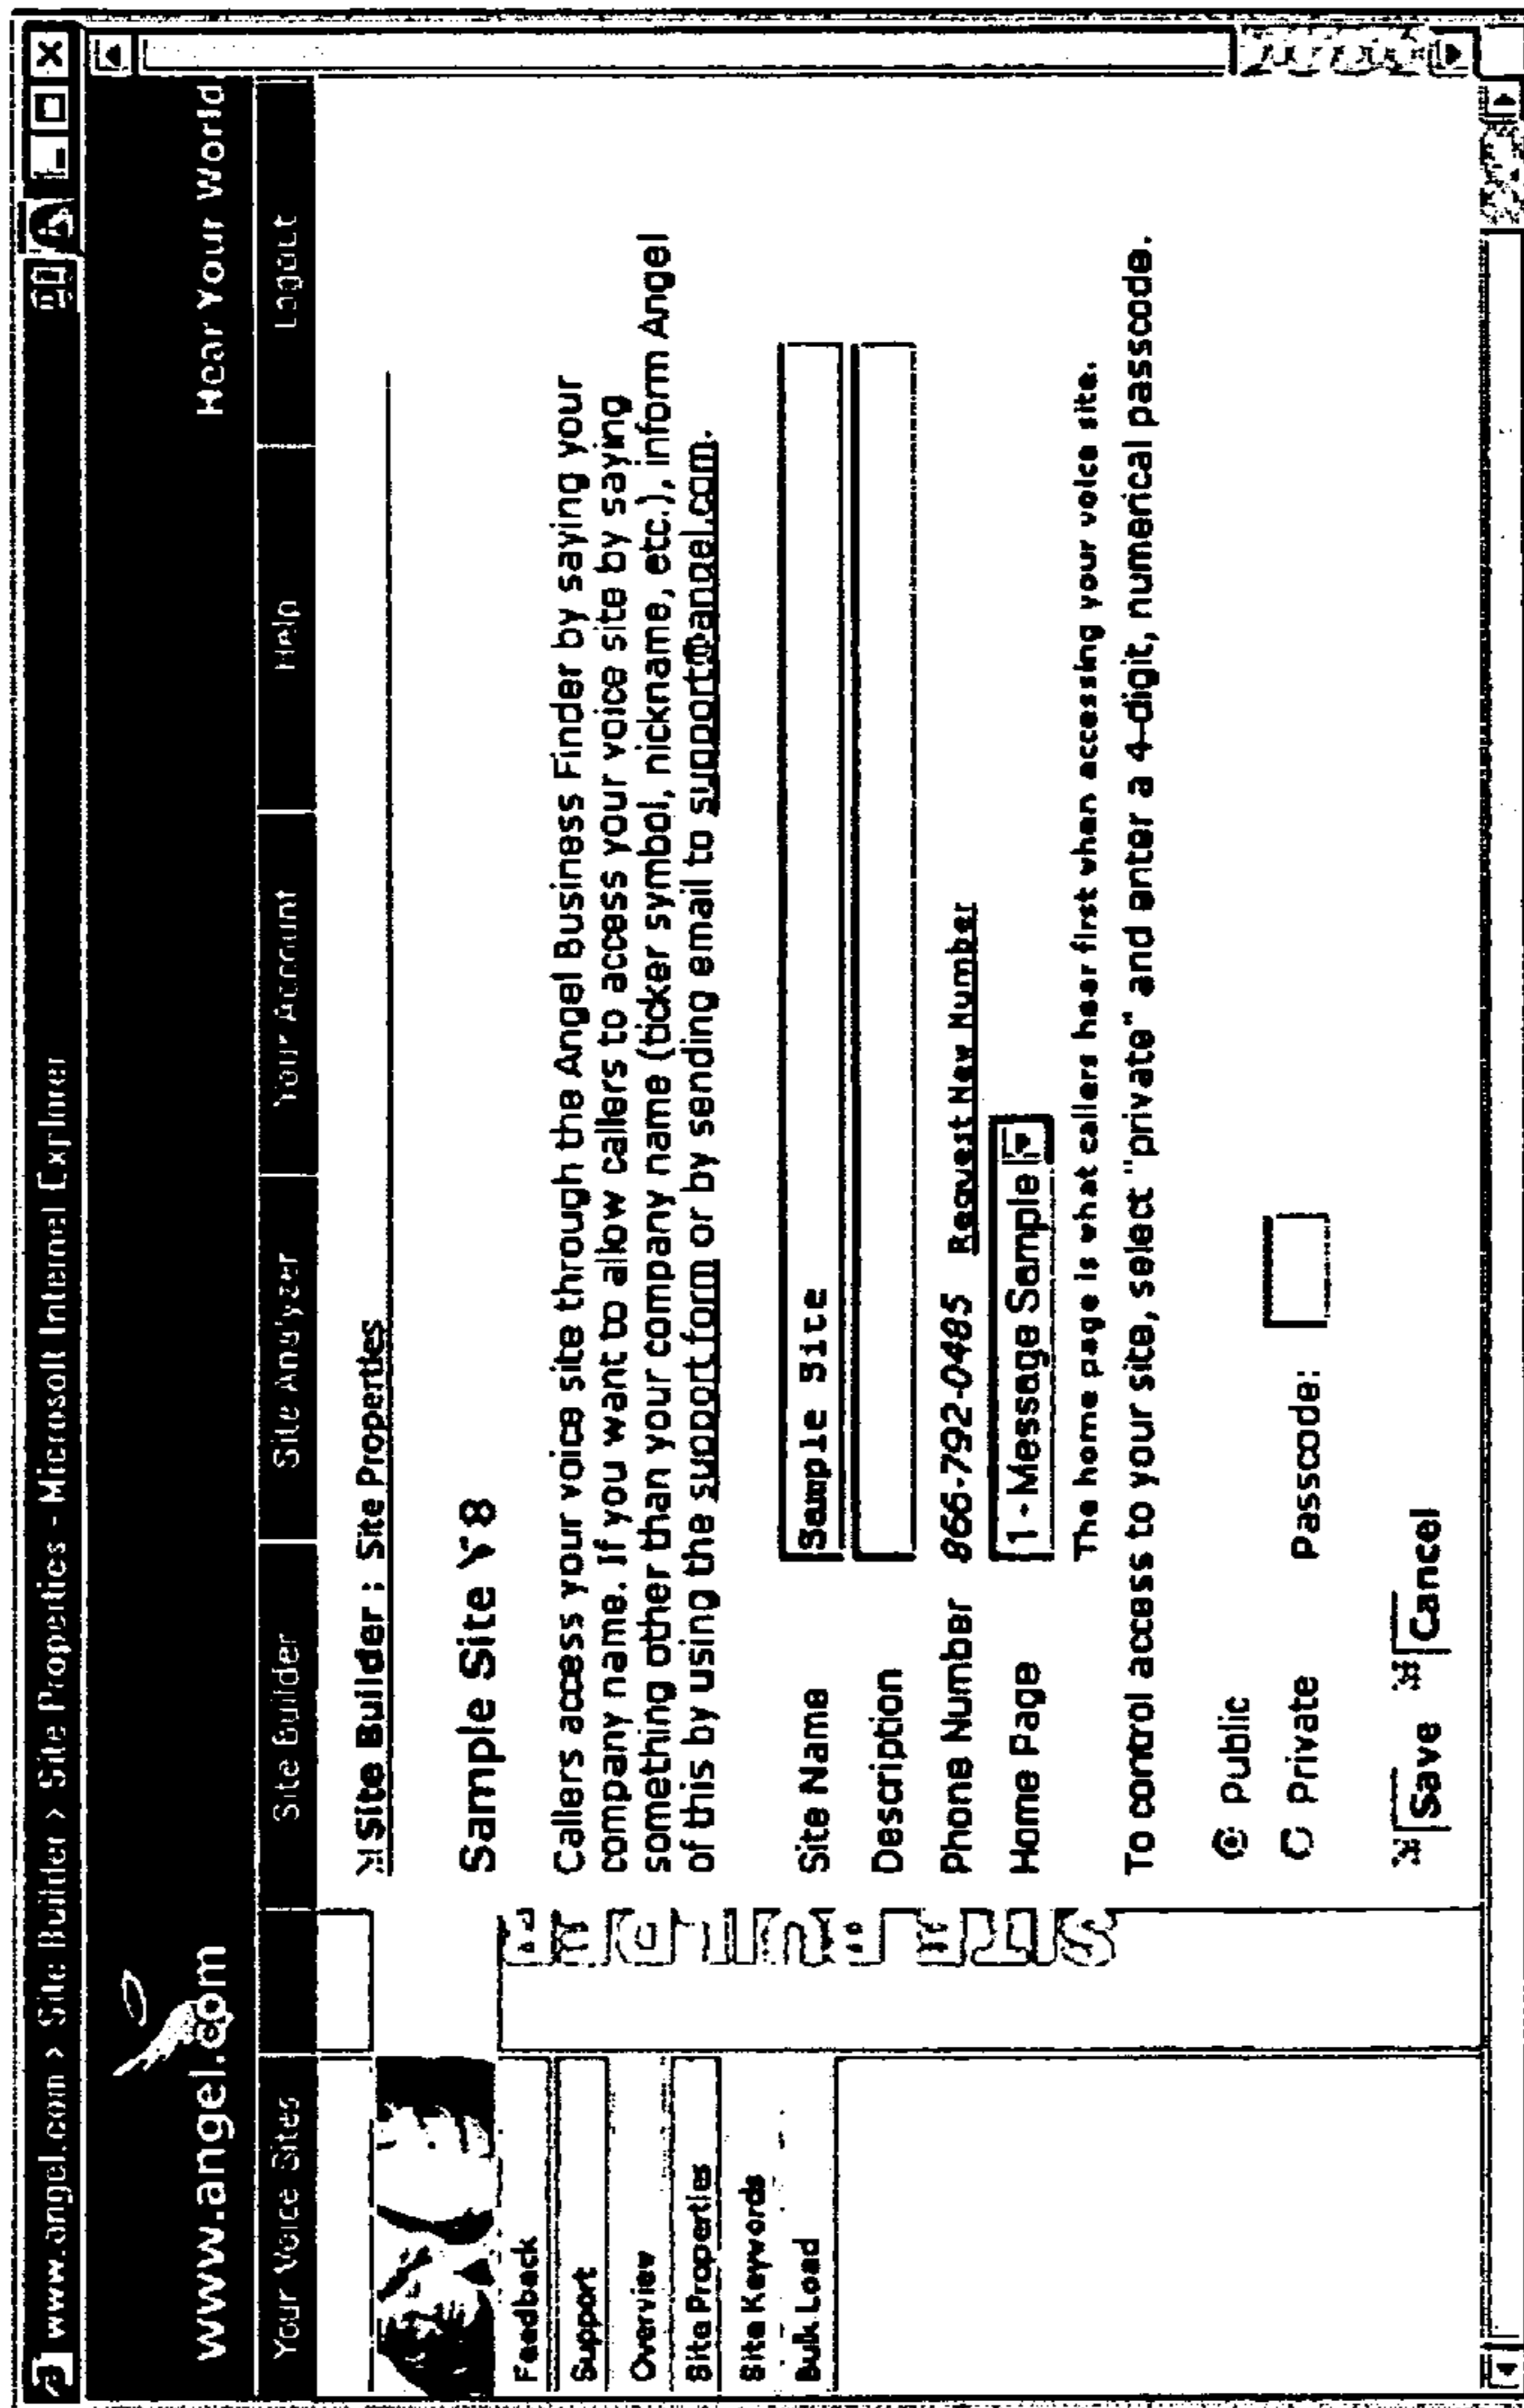 www.angel.com > Site Builder > Site Properties - Microsoft Internet Explorer
www.angel.com
Hear Your World
Your Voice Sites
Site Builder
Site Analyzer
Your Account
Help
Logout
Feedback
Support
Overview
Site Properties
Site Keywords
Bulk Load
SITE BUILDER
Site Builder : Site Properties
Sample Site
Callers access your voice site through the Angel Business Finder by saying your
company name. If you want to allow callers to access your voice site by saying
something other than your company name (ticker symbol, nickname, etc.), inform Angel
of this by using the support form or by sending email to support@angel.com.
Site Name Sample Site
Description
Phone Number 866-792-0485 Request New Number
Home Page 1 - Message Sample
The home page is what callers hear first when accessing your voice site.
To control access to your site, select "private" and enter a 4-digit, numerical passcode.
Public
Private Passcode:
Save Cancel